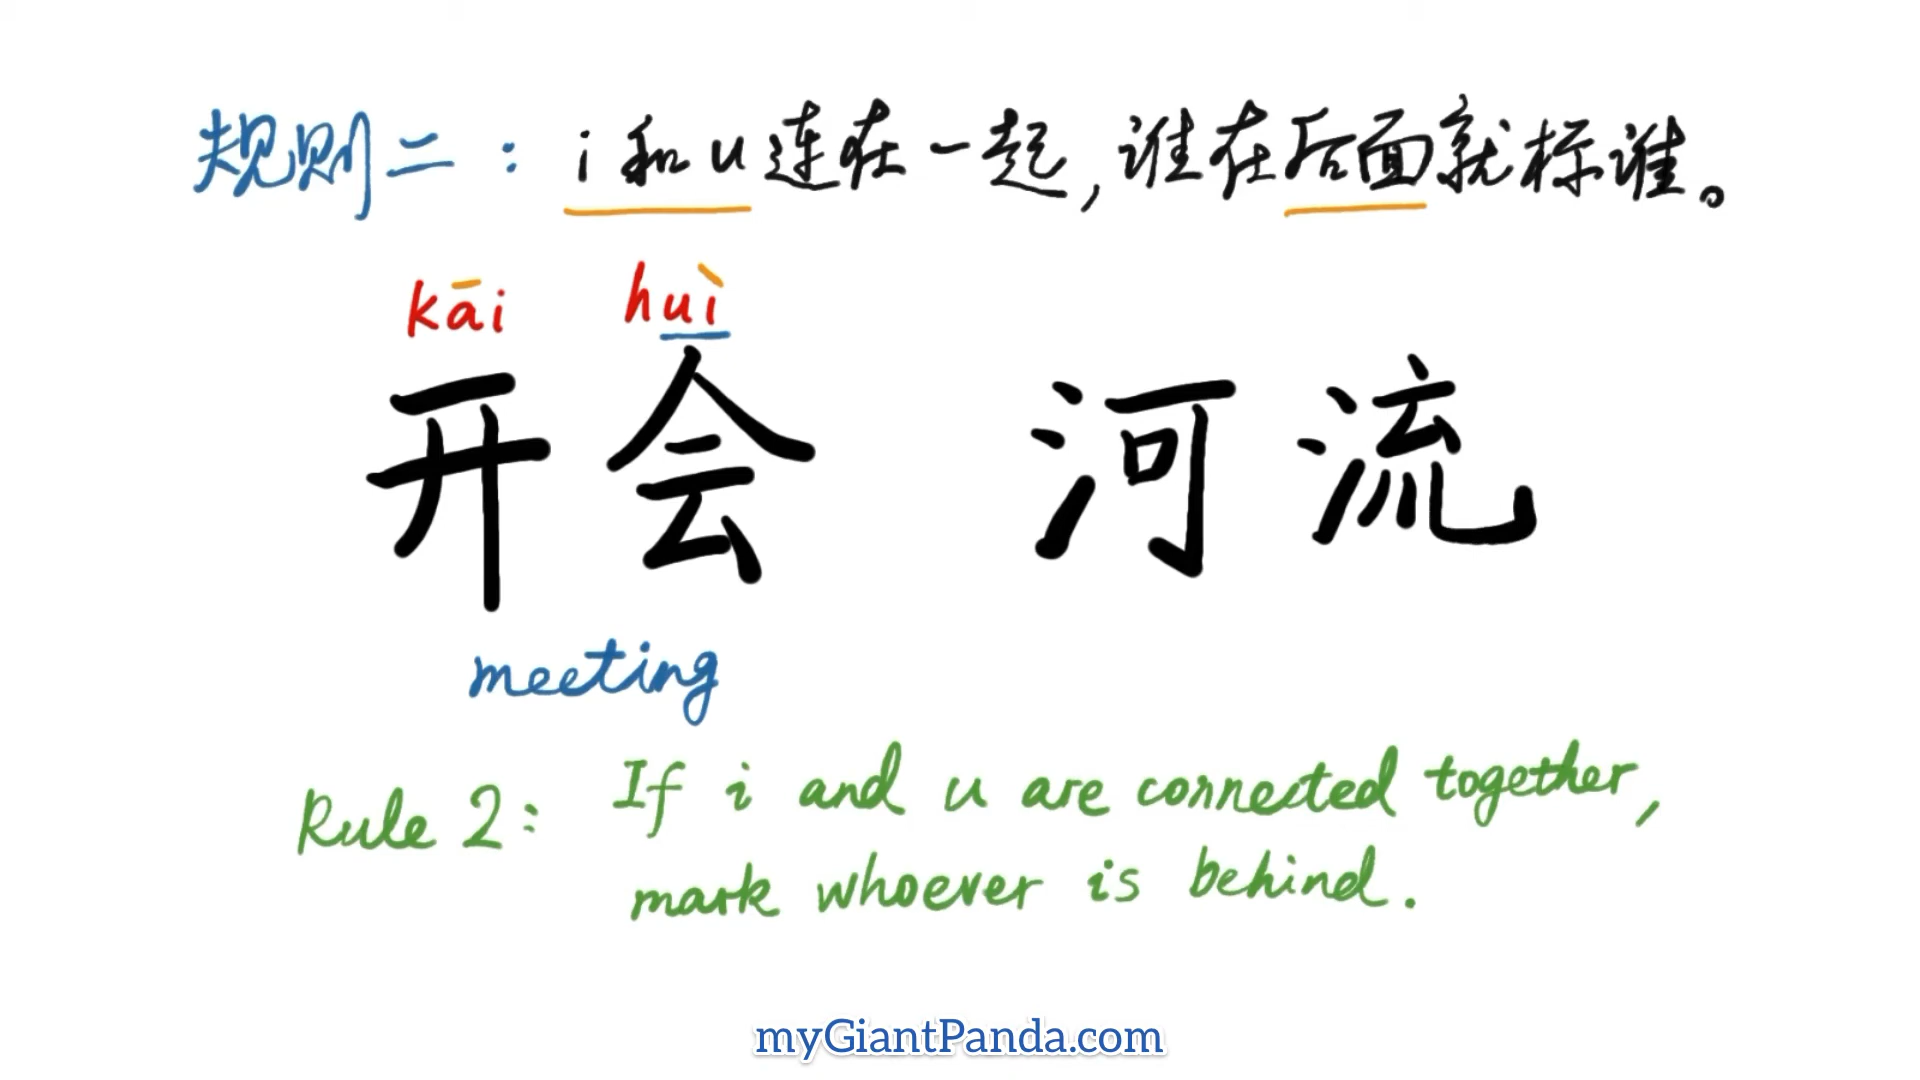 规则二：i和u连在一起,谁在后面就标谁。
kāi huì
开会 河流
meeting
Rule 2: If i and u are connected together,
mark whoever is behind.
myGiantPanda.com